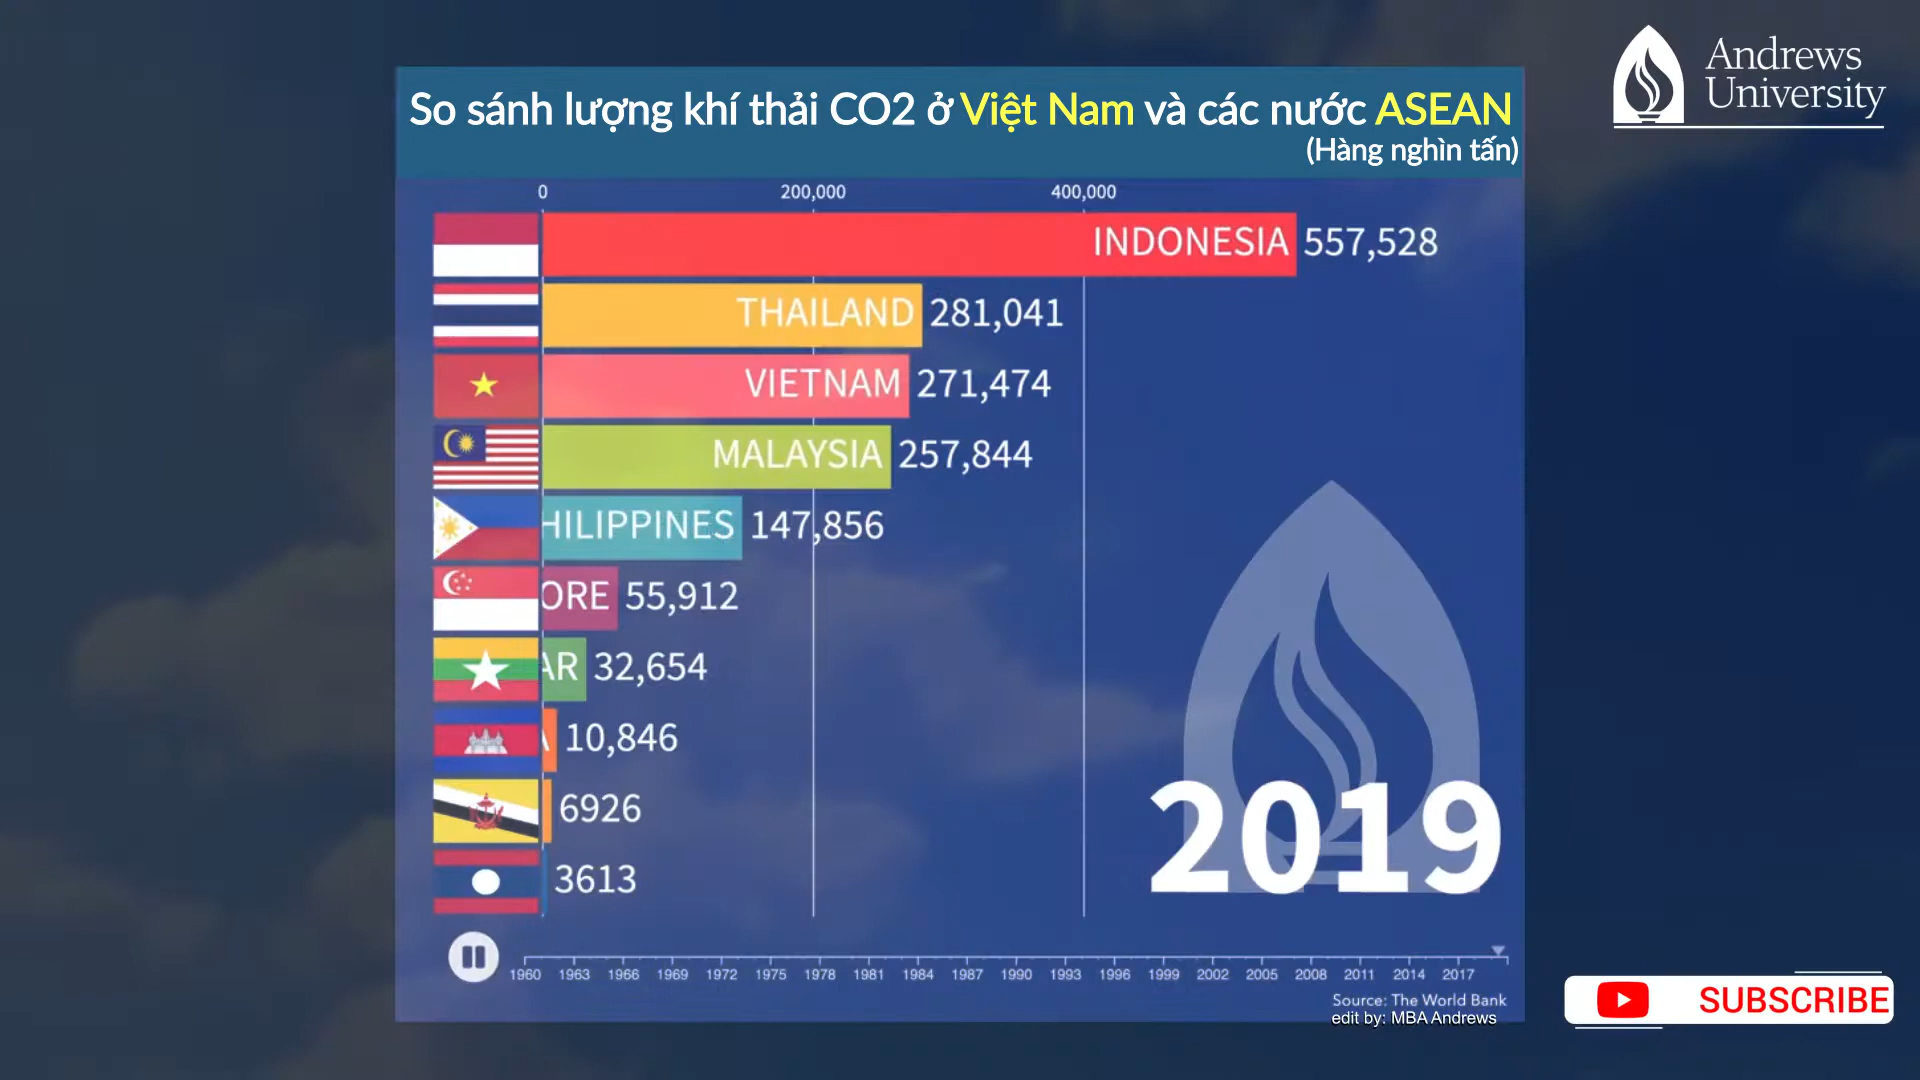 Andrews
University
So sánh lượng khí thải CO2 ở Việt Nam và các nước ASEAN
(Hàng nghìn tấn)
0 200,000 400,000
INDONESIA 557,528
THAILAND 281,041
VIETNAM 271,474
MALAYSIA 257,844
HILIPPINES 147,856
ORE 55,912
AR 32,654
A 10,846
6926
3613
2019
1960 1963 1966 1969 1972 1975 1978 1981 1984 1987 1990 1993 1996 1999 2002 2005 2008 2011 2014 2017
Source: The World Bank
edit by: MBA Andrews
SUBSCRIBE